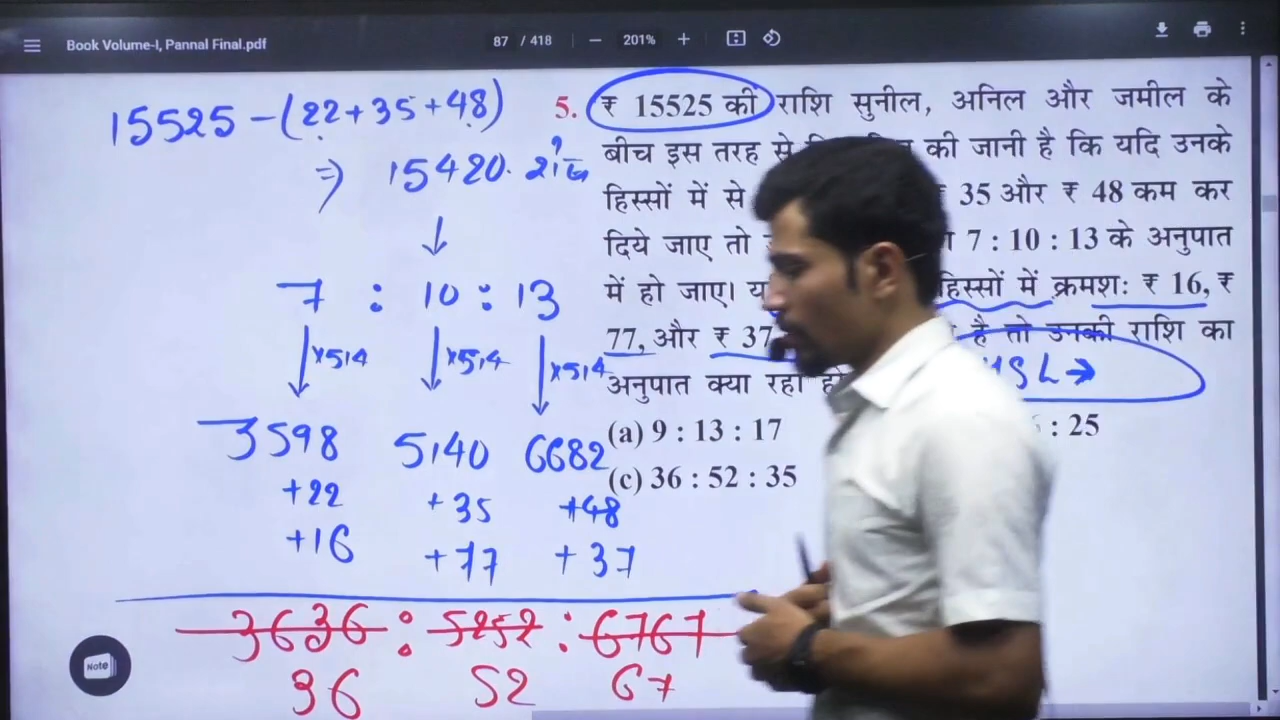 Book Volume-I, Pannal Final.pdf
87 / 418
201%
15525 - (22+35+48)
⇒ 15420.
7 : 10 : 13
×514 ×514 ×514
3598 5140 6682
+22 +35 +48
+16 +77 +37
3636 : 5252 : 6767
36 52 67
5. ₹ 15525 की राशि सुनील, अनिल और जमील के
बीच इस तरह से की जानी है कि यदि उनके
हिस्सों में से 35 और ₹ 48 कम कर
दिये जाए तो 7 : 10 : 13 के अनुपात
में हो जाए। हिस्सों में क्रमशः ₹ 16, ₹
77, और ₹ 37 है तो उनकी राशि का
अनुपात क्या रहा
(a) 9 : 13 : 17 : 25
(c) 36 : 52 : 35
Note